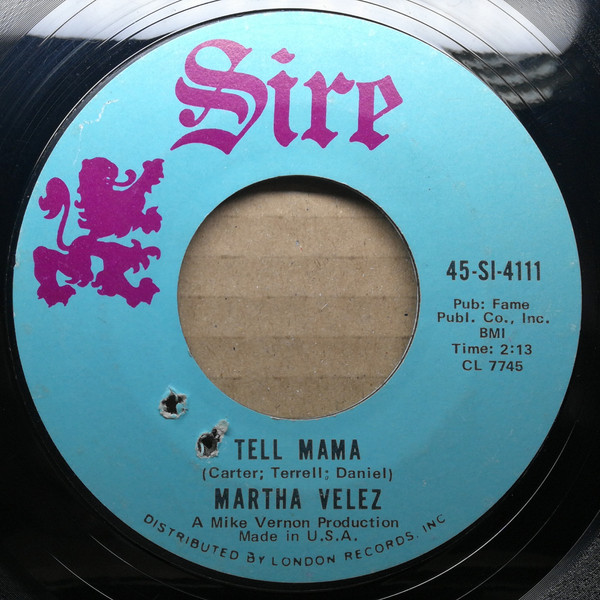 Sire
45-SI-4111
Pub: Fame
Publ. Co., Inc.
BMI
Time: 2:13
CL 7745
TELL MAMA
(Carter; Terrell; Daniel)
MARTHA VELEZ
A Mike Vernon Production
Made in U.S.A.
DISTRIBUTED BY LONDON RECORDS, INC